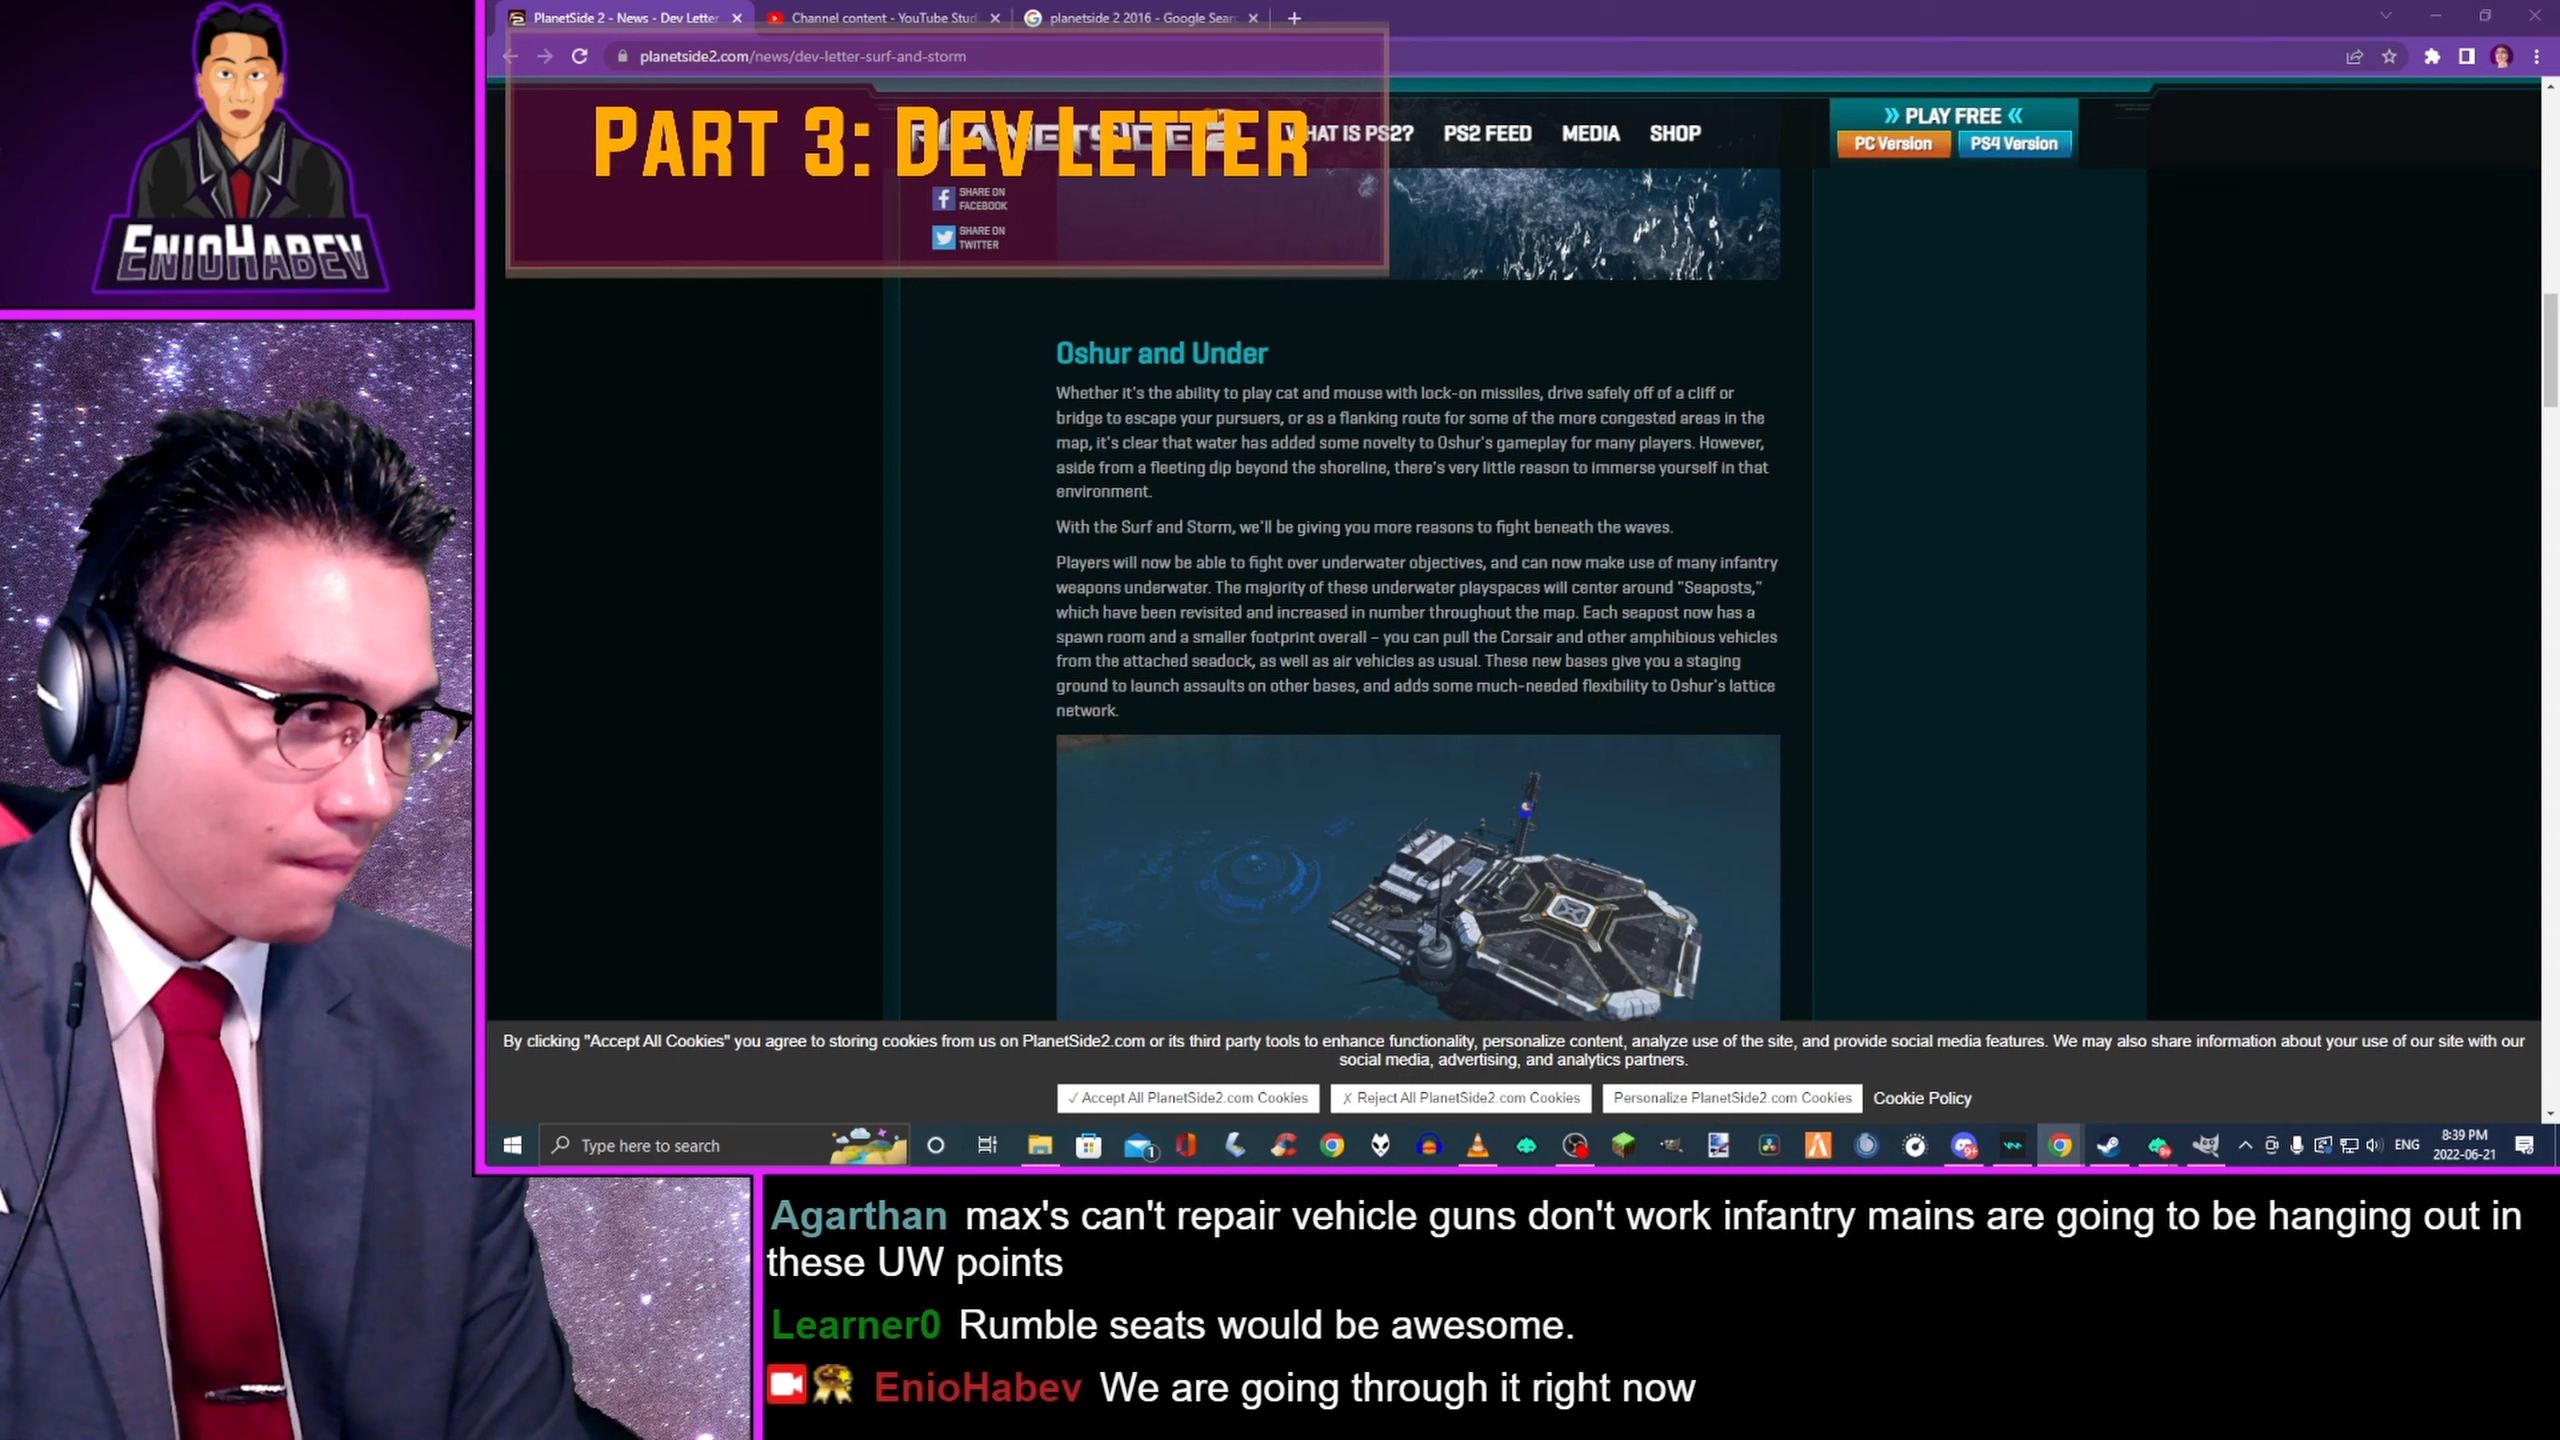 ENIOHABEV
PlanetSide 2 - News - Dev Letter
Channel content - YouTube Stud
planetside 2 2016 - Google Sear
planetside2.com/news/dev-letter-surf-and-storm
PART 3: DEV LETTER
PLANETSIDE 2
WHAT IS PS2?
PS2 FEED
MEDIA
SHOP
PLAY FREE
PC Version
PS4 Version
SHARE ON
FACEBOOK
SHARE ON
TWITTER
Oshur and Under
Whether it's the ability to play cat and mouse with lock-on missiles, drive safely off of a cliff or
bridge to escape your pursuers, or as a flanking route for some of the more congested areas in the
map, it's clear that water has added some novelty to Oshur's gameplay for many players. However,
aside from a fleeting dip beyond the shoreline, there's very little reason to immerse yourself in that
environment.
With the Surf and Storm, we'll be giving you more reasons to fight beneath the waves.
Players will now be able to fight over underwater objectives, and can now make use of many infantry
weapons underwater. The majority of these underwater playspaces will center around "Seaposts,"
which have been revisited and increased in number throughout the map. Each seapost now has a
spawn room and a smaller footprint overall – you can pull the Corsair and other amphibious vehicles
from the attached seadock, as well as air vehicles as usual. These new bases give you a staging
ground to launch assaults on other bases, and adds some much-needed flexibility to Oshur's lattice
network.
By clicking "Accept All Cookies" you agree to storing cookies from us on PlanetSide2.com or its third party tools to enhance functionality, personalize content, analyze use of the site, and provide social media features. We may also share information about your use of our site with our
social media, advertising, and analytics partners.
✓ Accept All PlanetSide2.com Cookies
X Reject All PlanetSide2.com Cookies
Personalize PlanetSide2.com Cookies
Cookie Policy
Type here to search
ENG
8:39 PM
2022-06-21
Agarthan max's can't repair vehicle guns don't work infantry mains are going to be hanging out in
these UW points
Learner0 Rumble seats would be awesome.
EnioHabev We are going through it right now